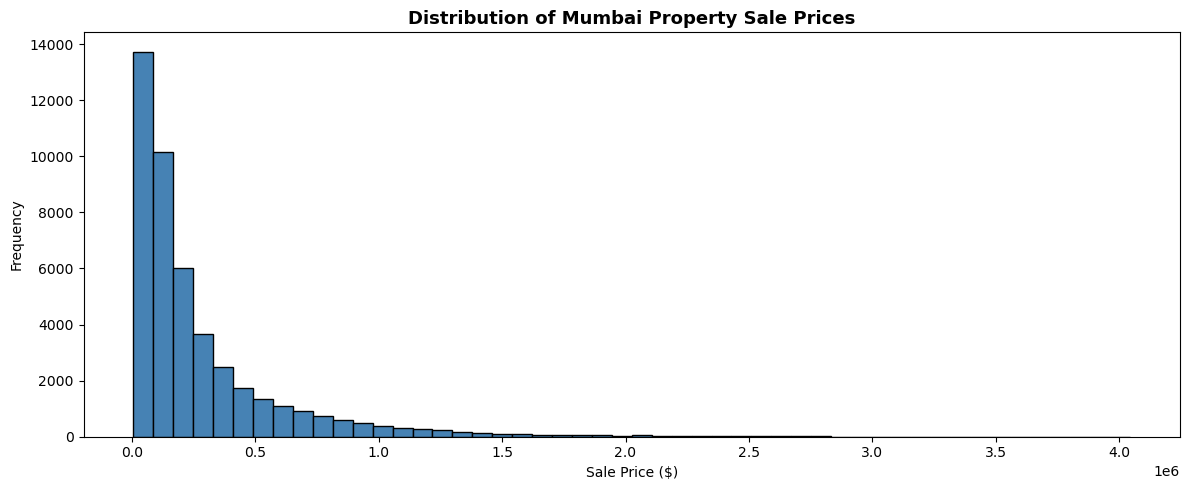 Distribution of Mumbai Property Sale Prices
14000
12000
10000
8000
6000
4000
2000
0
Frequency
0.0 0.5 1.0 1.5 2.0 2.5 3.0 3.5 4.0
1e6
Sale Price ($)